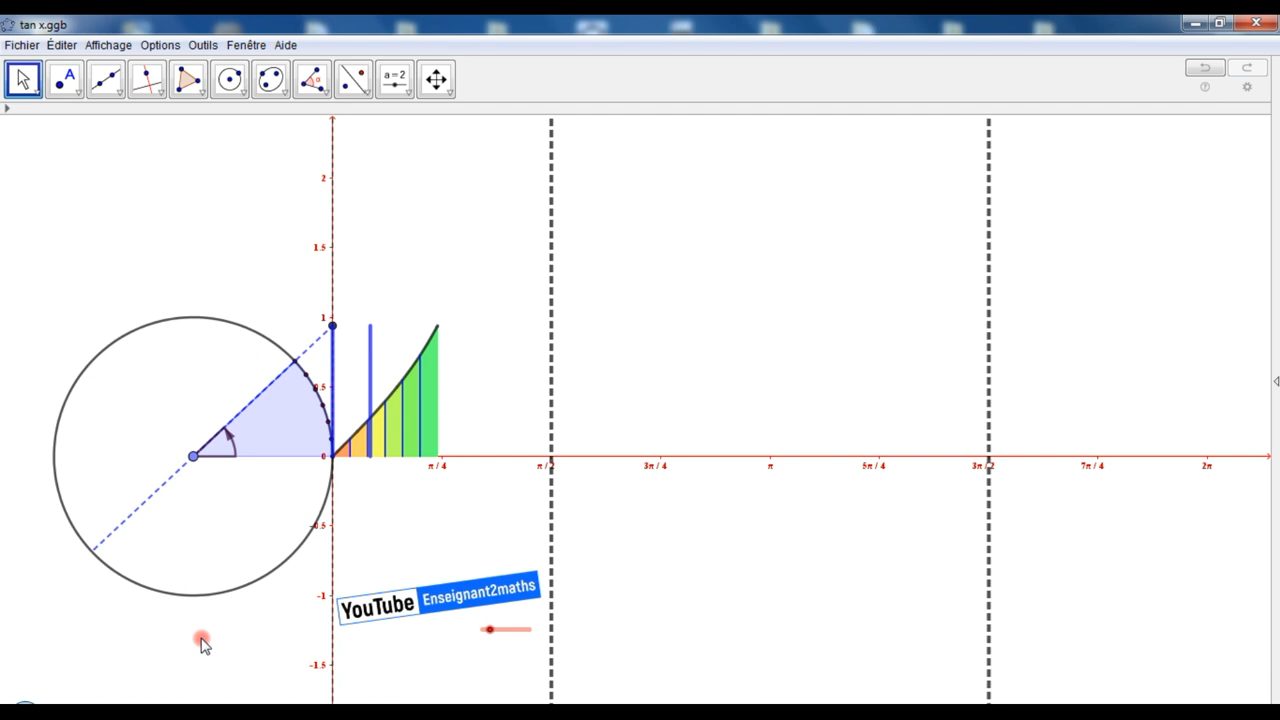 tan x.ggb
Fichier Éditer Affichage Options Outils Fenêtre Aide
A
α
a = 2
2
1.5
1
0.5
0
π / 4 π / 2 3π / 4 π 5π / 4 3π / 2 7π / 4 2π
-0.5
-1
YouTube Enseignant2maths
-1.5